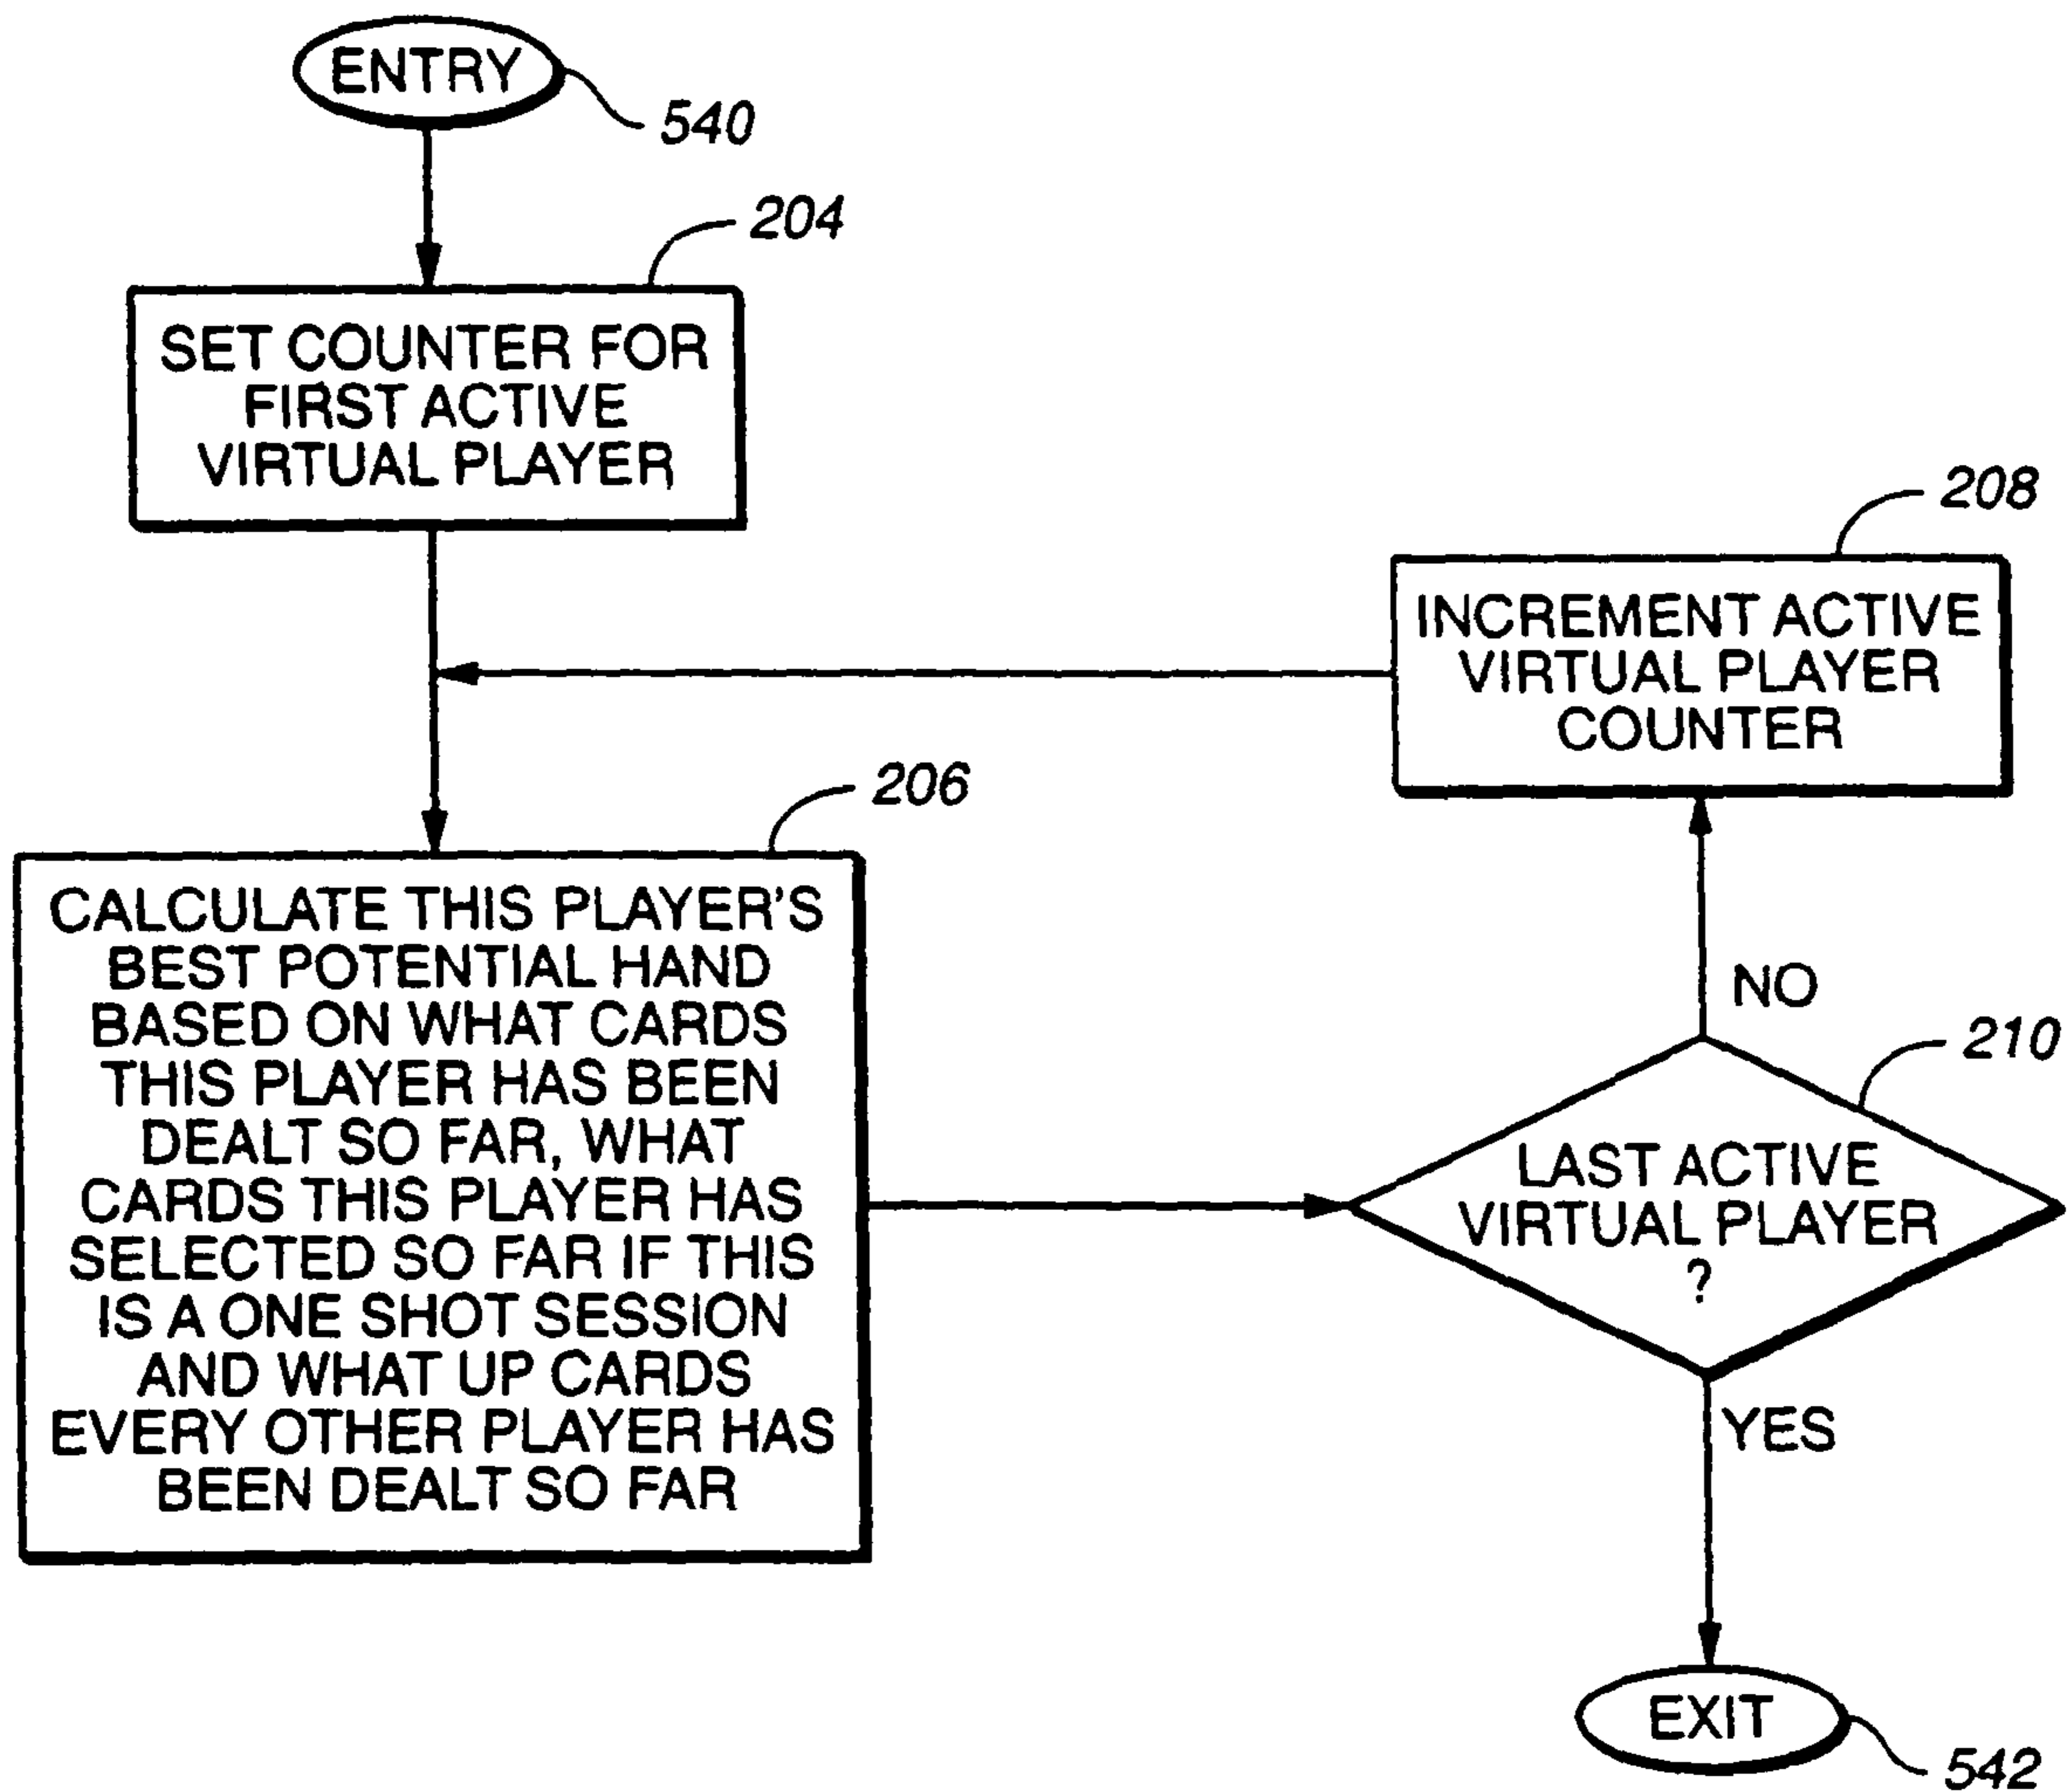 ENTRY
540
204
SET COUNTER FOR
FIRST ACTIVE
VIRTUAL PLAYER
208
INCREMENT ACTIVE
VIRTUAL PLAYER
COUNTER
206
CALCULATE THIS PLAYER'S
BEST POTENTIAL HAND
BASED ON WHAT CARDS
THIS PLAYER HAS BEEN
DEALT SO FAR, WHAT
CARDS THIS PLAYER HAS
SELECTED SO FAR IF THIS
IS A ONE SHOT SESSION
AND WHAT UP CARDS
EVERY OTHER PLAYER HAS
BEEN DEALT SO FAR
NO
210
LAST ACTIVE
VIRTUAL PLAYER
?
YES
EXIT
542